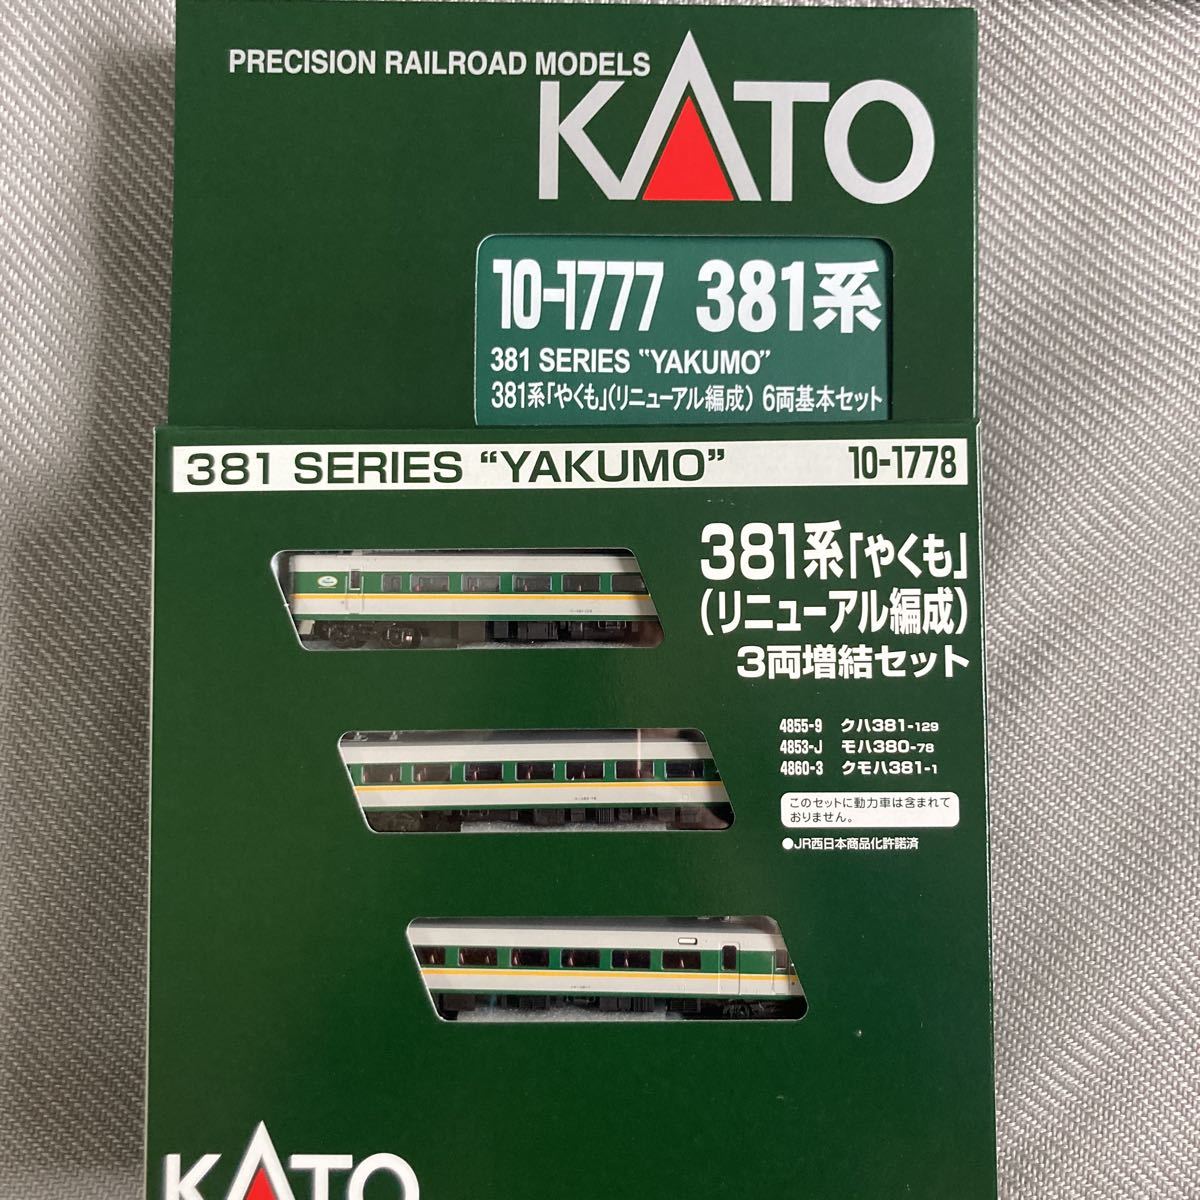 PRECISION RAILROAD MODELS
KATO
10-1777 381系
381 SERIES "YAKUMO"
381系「やくも」(リニューアル編成) 6両基本セット
381 SERIES “YAKUMO” 10-1778
381系「やくも」
(リニューアル編成)
3両増結セット
4855-9 クハ381-129
4853-J モハ380-78
4860-3 クモハ381-1
このセットに動力車は含まれて
おりません。
●JR西日本商品化許諾済
KATO